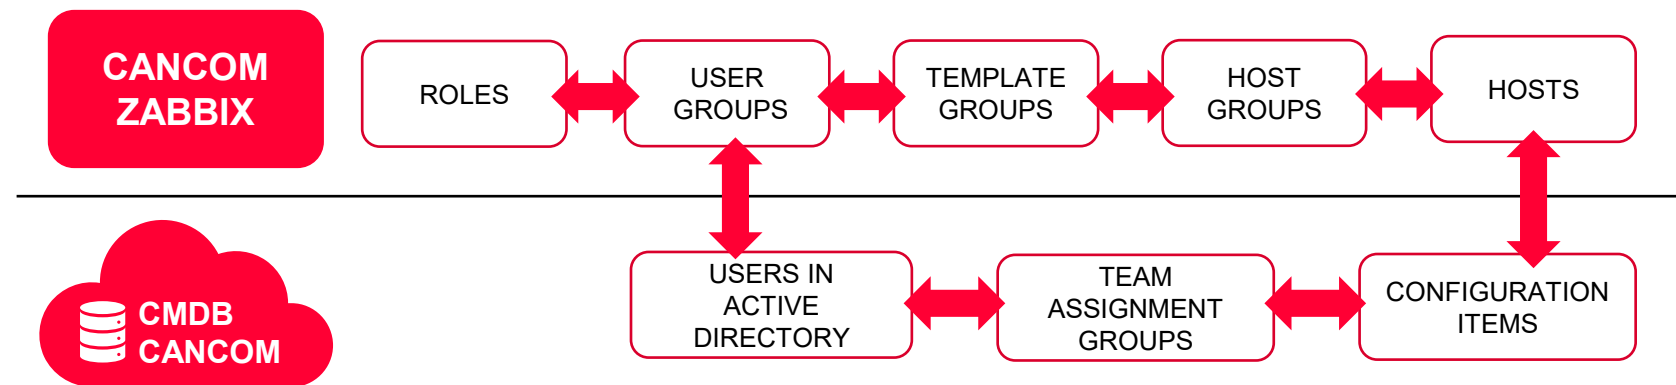 CANCOM
ZABBIX
ROLES
USER
GROUPS
TEMPLATE
GROUPS
HOST
GROUPS
HOSTS
CMDB
CANCOM
USERS IN
ACTIVE
DIRECTORY
TEAM
ASSIGNMENT
GROUPS
CONFIGURATION
ITEMS